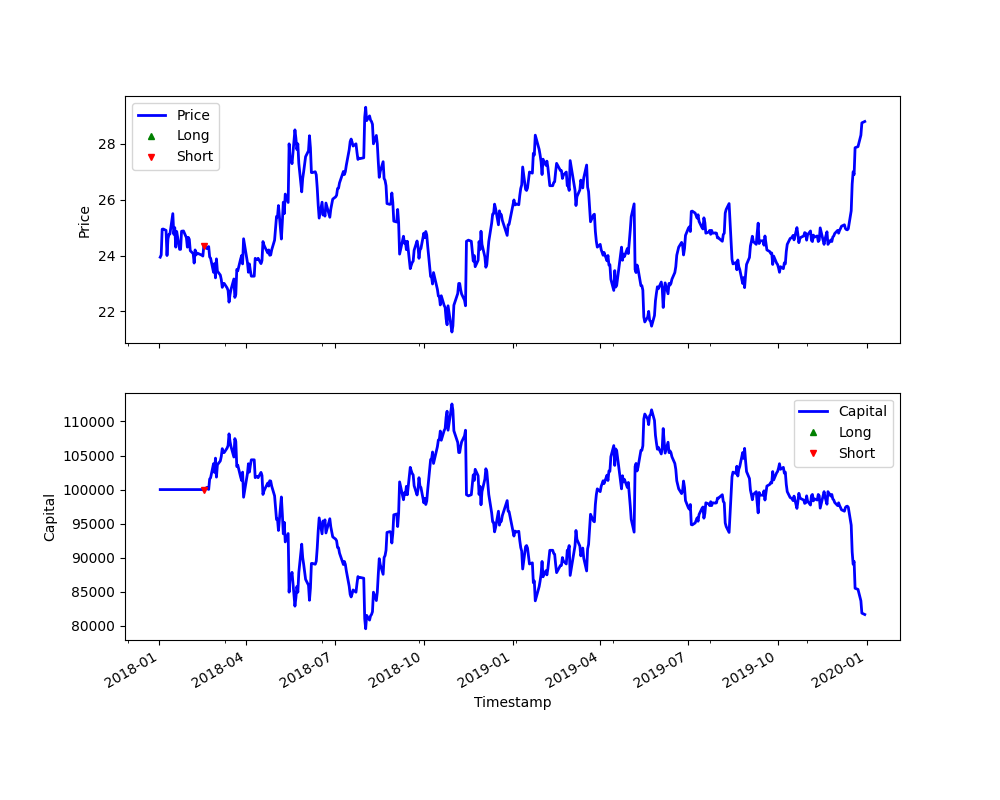 Price
Long
Short
28
26
24
22
Price
Capital
Long
Short
110000
105000
100000
95000
90000
85000
80000
Capital
2018-01
2018-04
2018-07
2018-10
2019-01
2019-04
2019-07
2019-10
2020-01
Timestamp